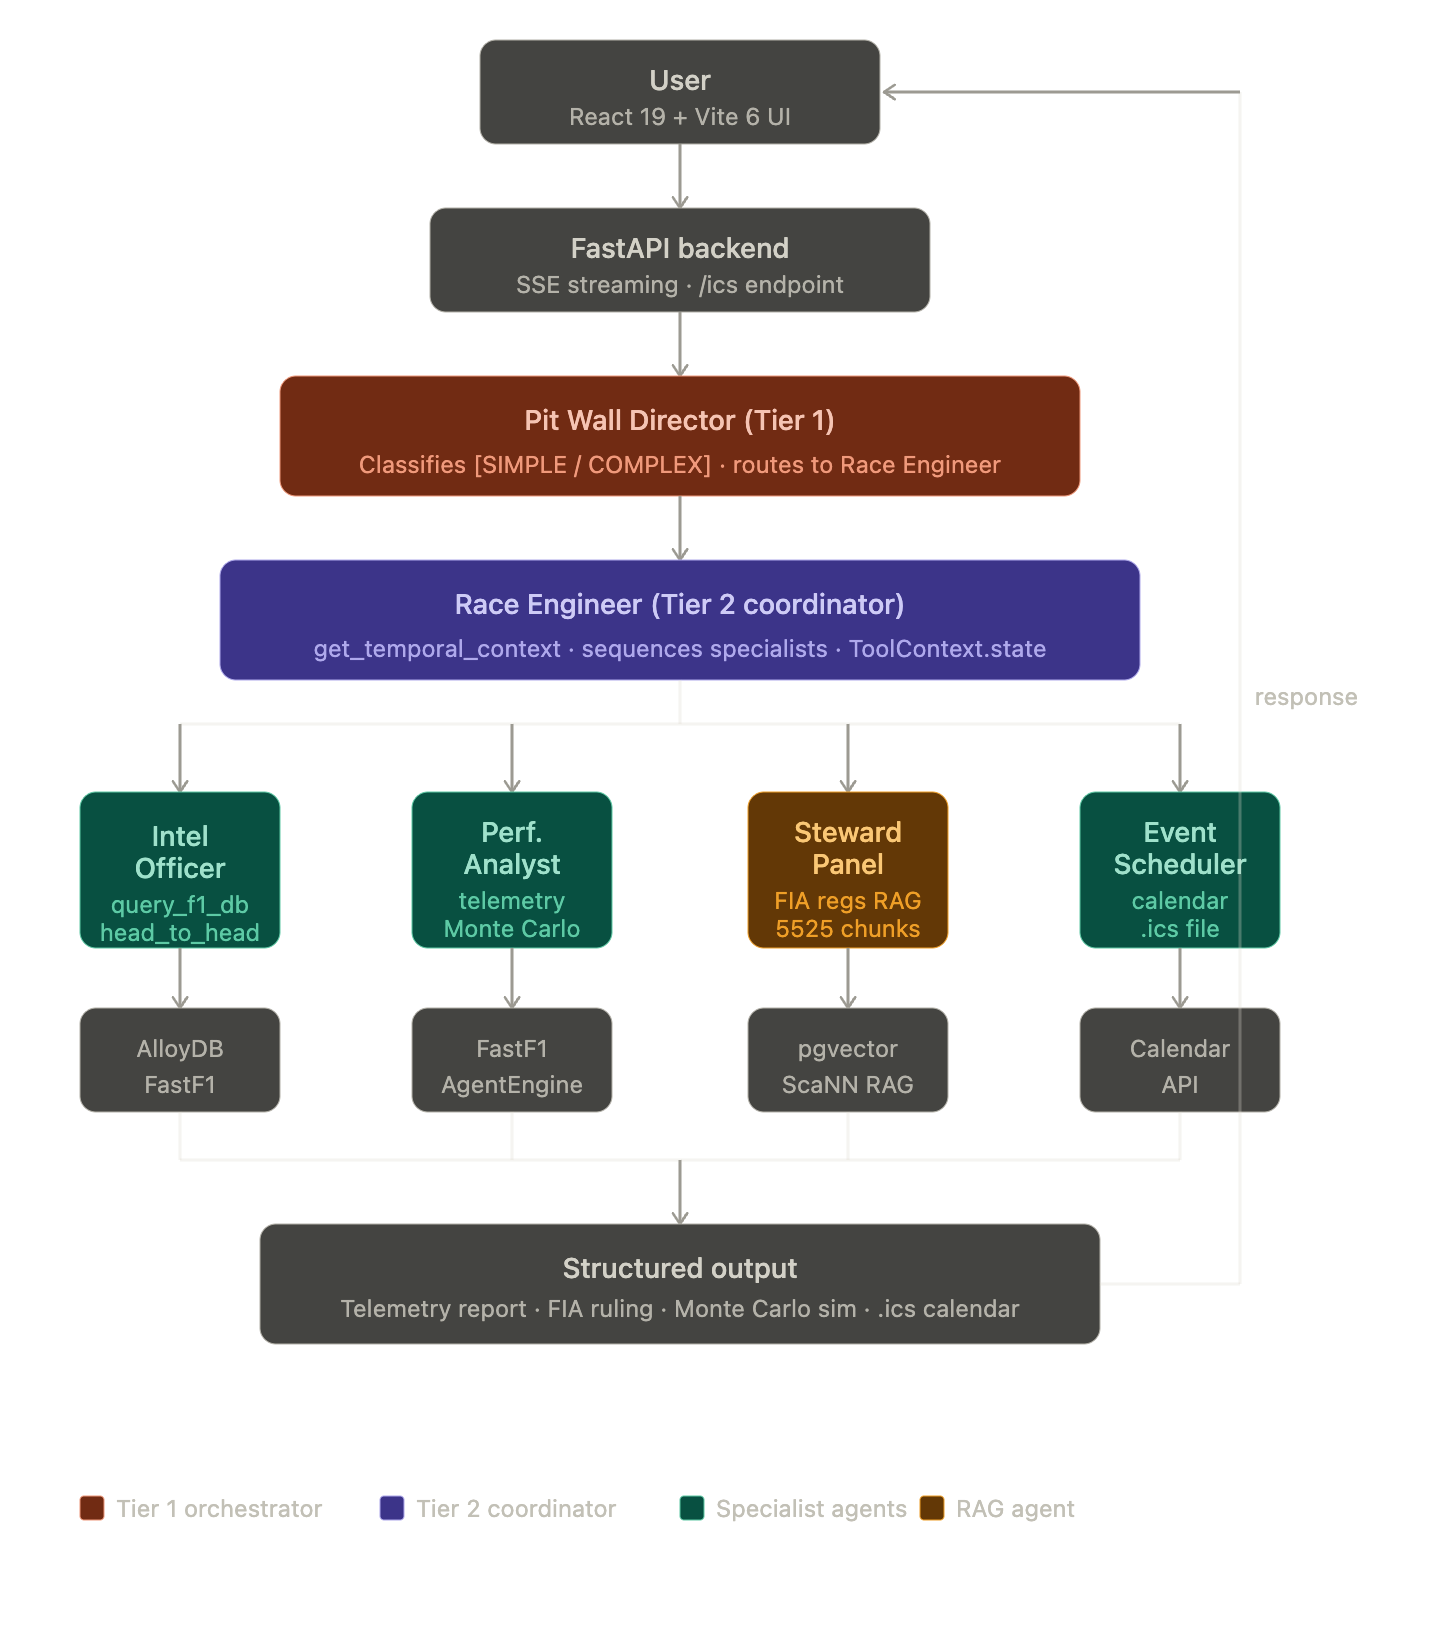 User
React 19 + Vite 6 UI
FastAPI backend
SSE streaming · /ics endpoint
Pit Wall Director (Tier 1)
Classifies [SIMPLE / COMPLEX] · routes to Race Engineer
Race Engineer (Tier 2 coordinator)
get_temporal_context · sequences specialists · ToolContext.state
response
Intel
Officer
query_f1_db
head_to_head
Perf.
Analyst
telemetry
Monte Carlo
Steward
Panel
FIA regs RAG
5525 chunks
Event
Scheduler
calendar
.ics file
AlloyDB
FastF1
FastF1
AgentEngine
pgvector
ScaNN RAG
Calendar
API
Structured output
Telemetry report · FIA ruling · Monte Carlo sim · .ics calendar
Tier 1 orchestrator
Tier 2 coordinator
Specialist agents
RAG agent